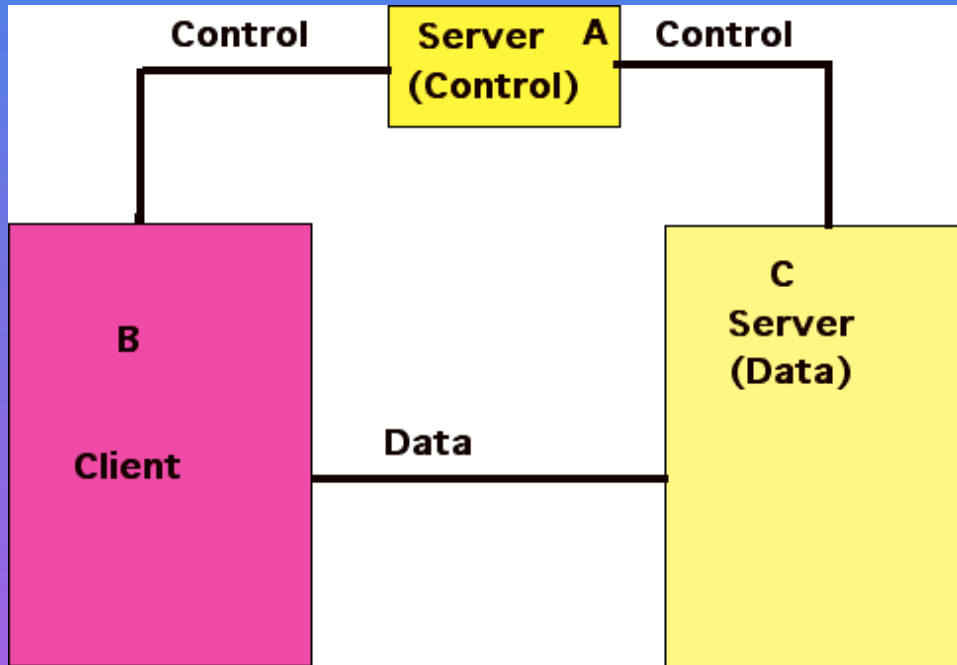 Control
Server A
(Control)
Control
B
Client
Data
C
Server
(Data)